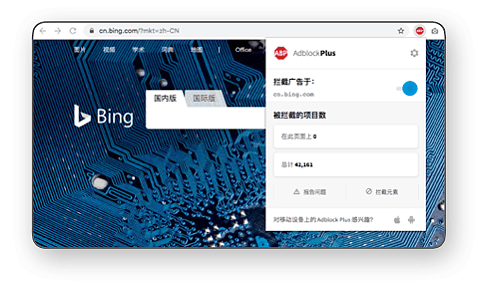 cn.bing.com/?mkt=zh-CN
图片 视频 学术 词典 地图 | Office
Bing
国内版 国际版
ABP Adblock Plus
拦截广告于：
cn.bing.com
被拦截的项目数
在此页面上 0
总计 42,161
报告问题 拦截元素
对移动设备上的 Adblock Plus 感兴趣?